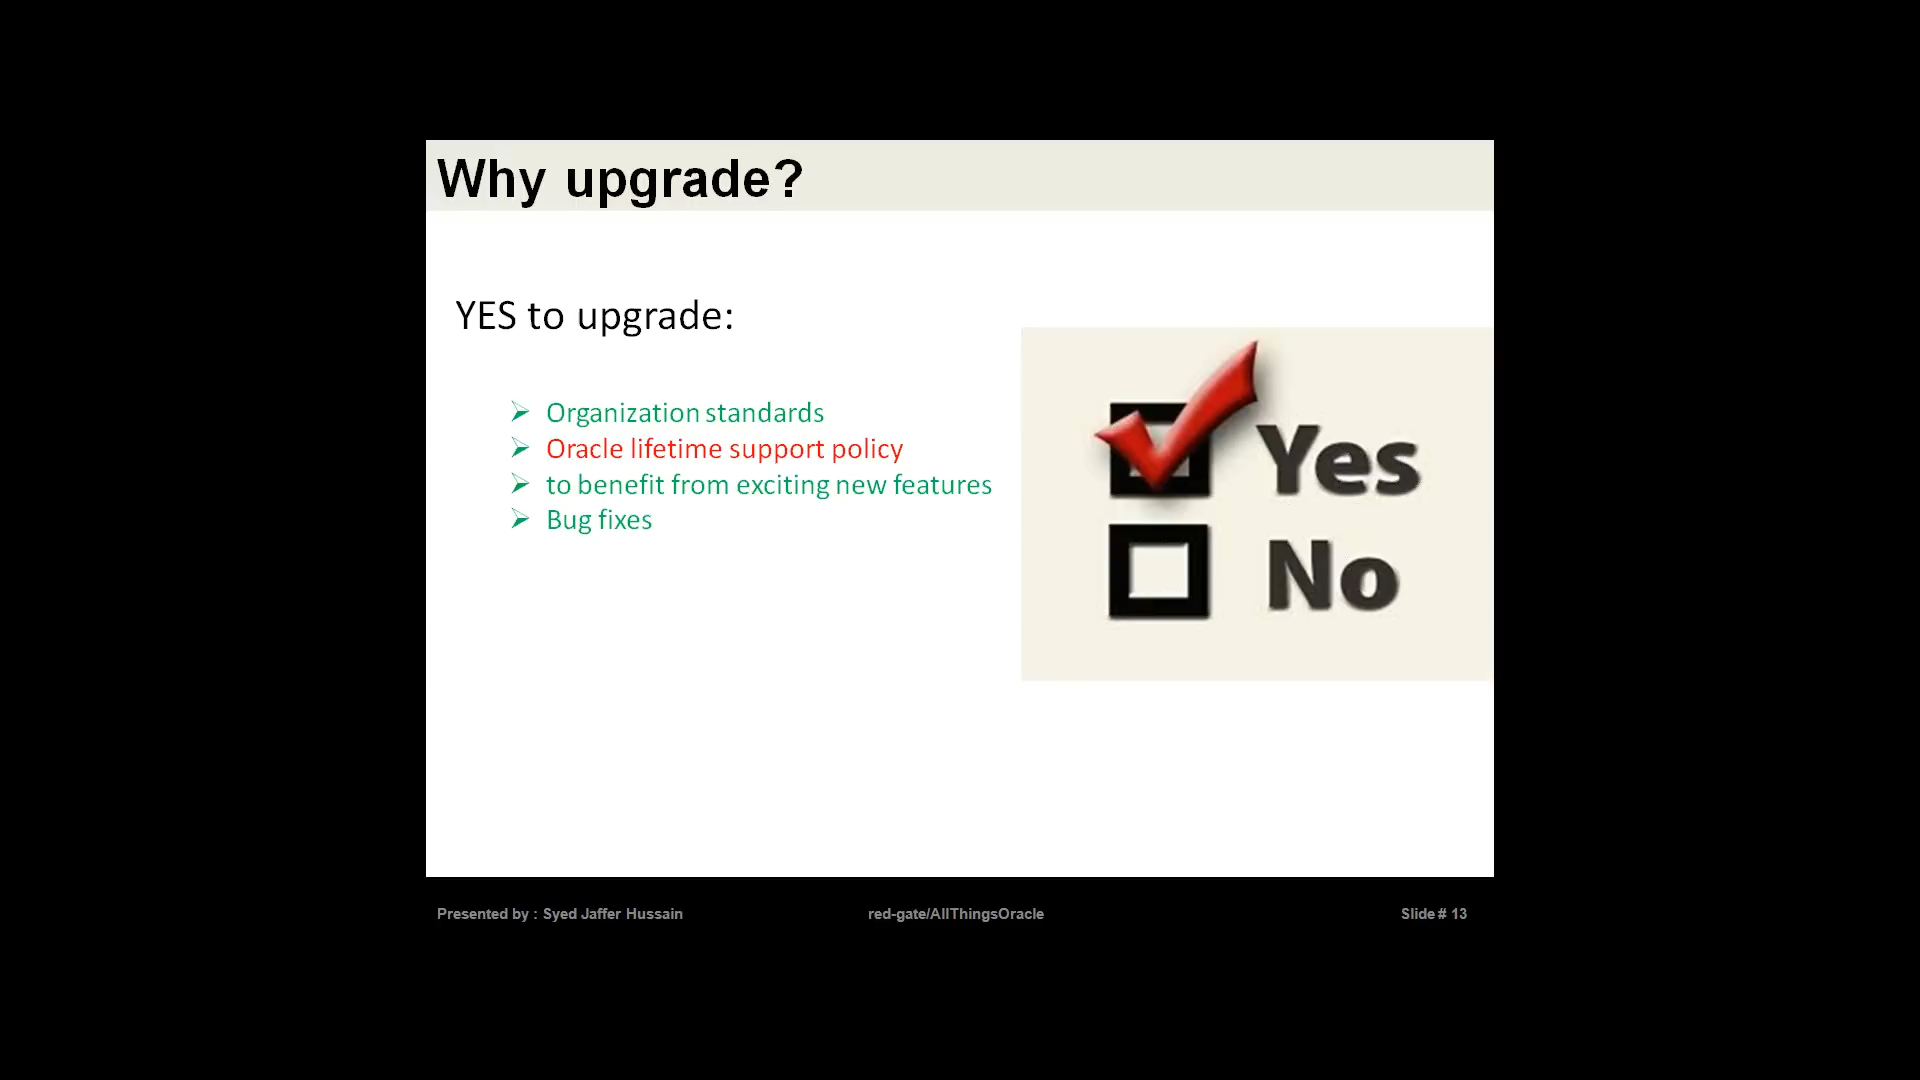 Why upgrade?
YES to upgrade:
Organization standards
Oracle lifetime support policy
to benefit from exciting new features
Bug fixes
Yes
No
Presented by : Syed Jaffer Hussain
red-gate/AllThingsOracle
Slide # 13